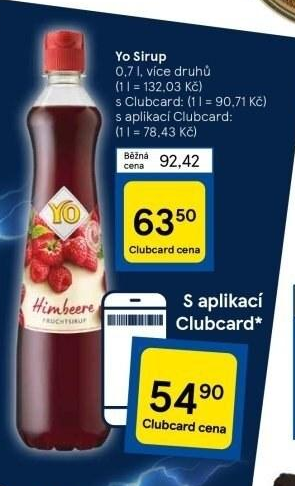 Yo Sirup
0,7 l, více druhů
(1 l = 132,03 Kč)
s Clubcard: (1 l = 90,71 Kč)
s aplikací Clubcard:
(1 l = 78,43 Kč)
Běžná
cena
92,42
63 50
Clubcard cena
YO
Himbeere
FRUCHTSIRUP
S aplikací
Clubcard*
54 90
Clubcard cena